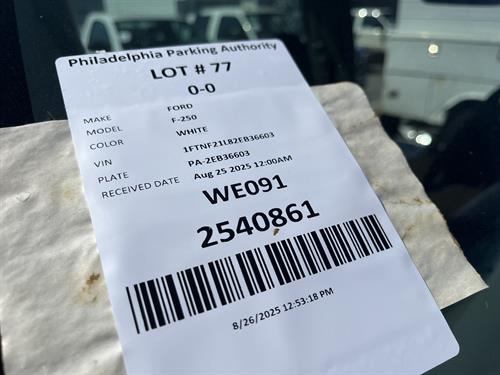 Philadelphia Parking Authority
LOT # 77
0-0
MAKE FORD
MODEL F-250
COLOR WHITE
VIN 1FTNF21L82EB36603
PLATE PA-2EB36603
RECEIVED DATE Aug 25 2025 12:00AM
WE091
2540861
8/26/2025 12:53:18 PM